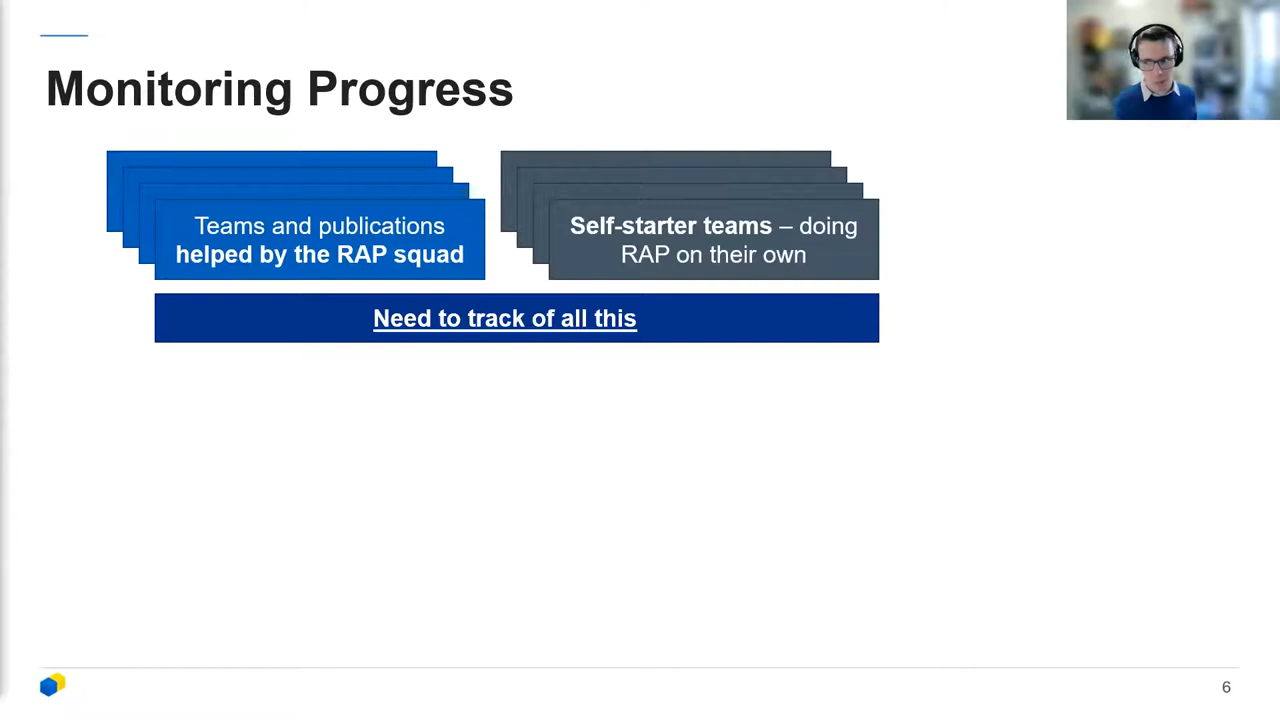 Monitoring Progress
Teams and publications
helped by the RAP squad
Self-starter teams – doing
RAP on their own
Need to track of all this
6